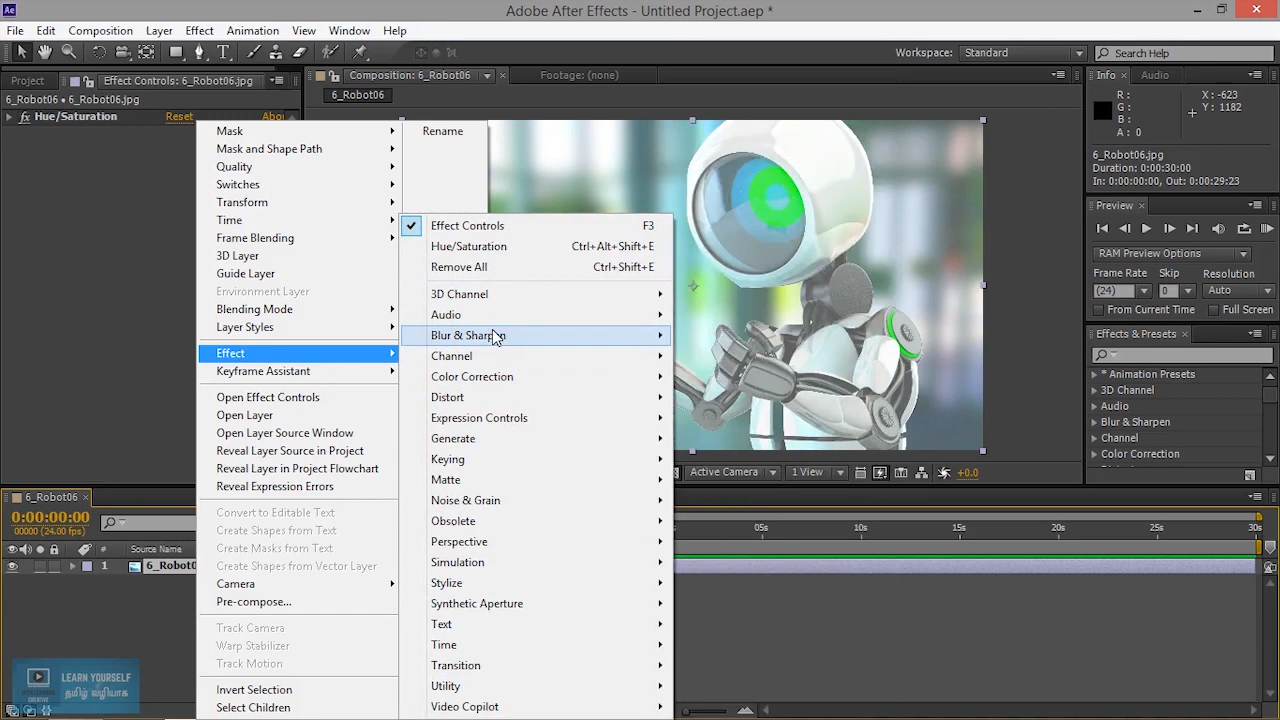 Ae
Adobe After Effects - Untitled Project.aep *
File Edit Composition Layer Effect Animation View Window Help
Workspace: Standard Search Help
Project Effect Controls: 6_Robot06.jpg
6_Robot06 • 6_Robot06.jpg
fx Hue/Saturation Reset
Composition: 6_Robot06 Footage: (none)
6_Robot06
Mask
Mask and Shape Path
Quality
Switches
Transform
Time
Frame Blending
3D Layer
Guide Layer
Environment Layer
Blending Mode
Layer Styles
Effect
Keyframe Assistant
Open Effect Controls
Open Layer
Open Layer Source Window
Reveal Layer Source in Project
Reveal Layer in Project Flowchart
Reveal Expression Errors
Convert to Editable Text
Create Shapes from Text
Create Masks from Text
Create Shapes from Vector Layer
Camera
Pre-compose...
Track Camera
Warp Stabilizer
Track Motion
Invert Selection
Select Children
Rename
Effect Controls F3
Hue/Saturation Ctrl+Alt+Shift+E
Remove All Ctrl+Shift+E
3D Channel
Audio
Blur & Sharpen
Channel
Color Correction
Distort
Expression Controls
Generate
Keying
Matte
Noise & Grain
Obsolete
Perspective
Simulation
Stylize
Synthetic Aperture
Text
Time
Transition
Utility
Video Copilot
Active Camera 1 View +0.0
Info Audio
R: X: -623
G: Y: 1182
B:
A: 0
6_Robot06.jpg
Duration: 0:00:30:00
In: 0:00:00:00, Out: 0:00:29:23
Preview
RAM Preview Options
Frame Rate Skip Resolution
(24) 0 Auto
From Current Time Full Screen
Effects & Presets
* Animation Presets
3D Channel
Audio
Blur & Sharpen
Channel
Color Correction
6_Robot06
0:00:00:00
00000 (24.00 fps)
# Source Name
1
05s 10s 15s 20s 25s 30s
LEARN YOURSELF
தமிழ் வழியாக